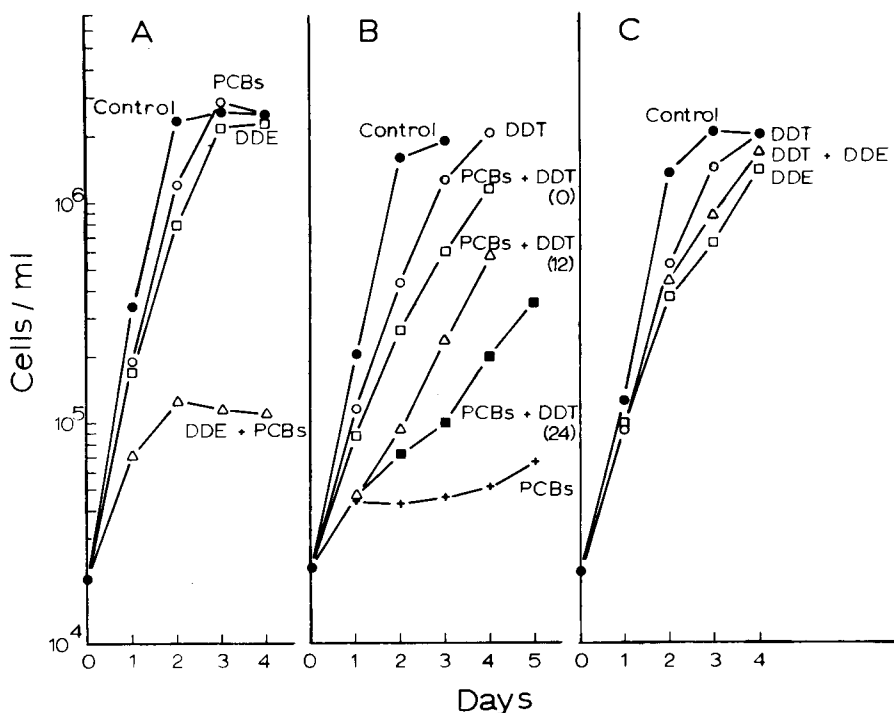 A
B
C
PCBs
Control
DDE
DDE + PCBs
Control
DDT
PCBs + DDT
(0)
PCBs + DDT
(12)
PCBs + DDT
(24)
PCBs
DDT
DDT + DDE
DDE
Cells / ml
10⁶
10⁵
10⁴
0 1 2 3 4
0 1 2 3 4 5
0 1 2 3 4
Days